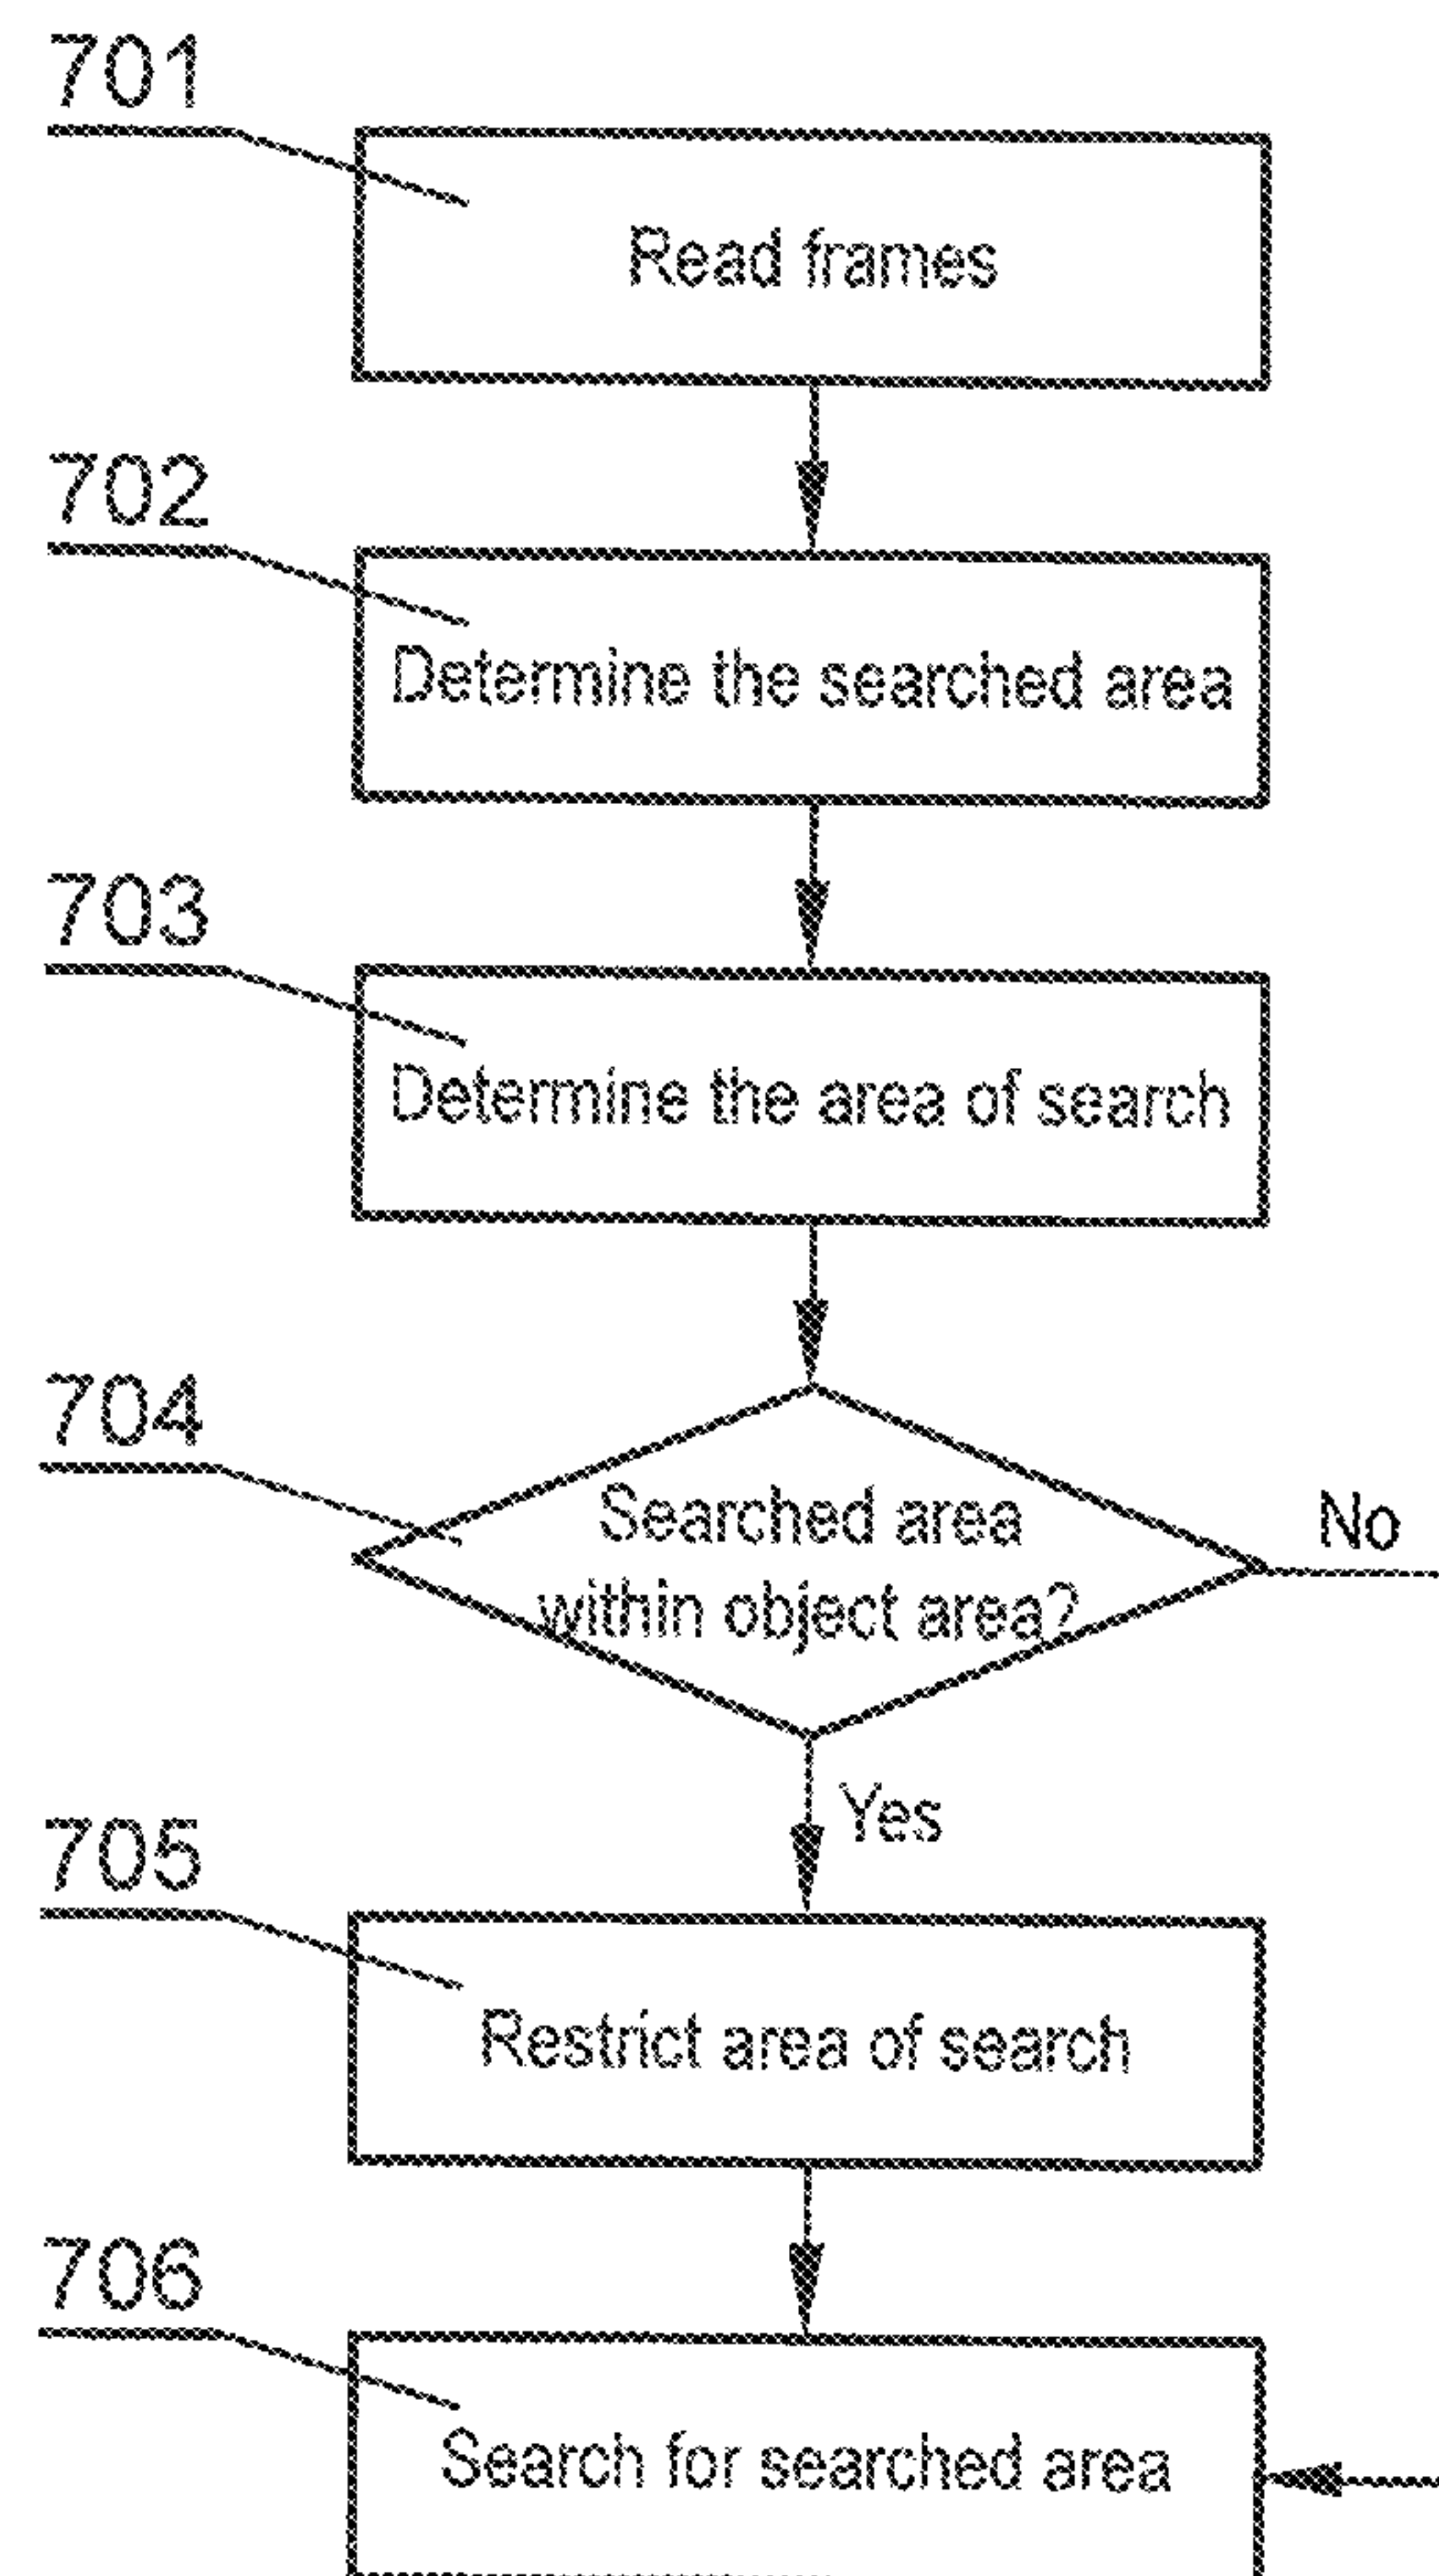 701
Read frames
702
Determine the searched area
703
Determine the area of search
704
Searched area
within object area?
No
Yes
705
Restrict area of search
706
Search for searched area